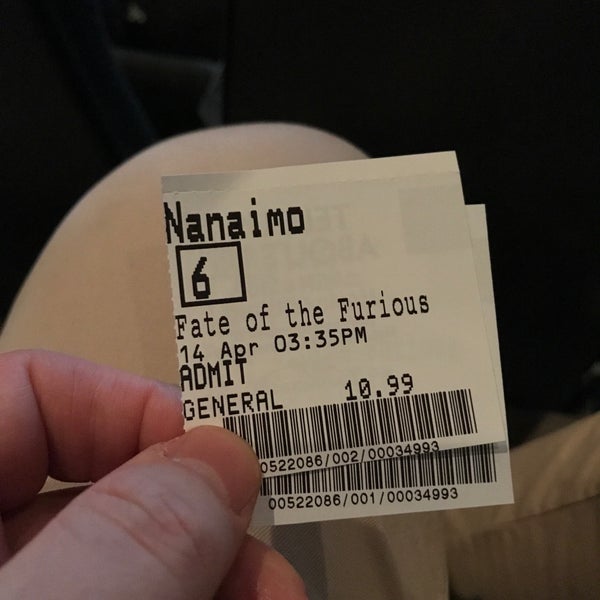 Nanaimo
6
Fate of the Furious
14 Apr 03:35PM
ADMIT
GENERAL 10.99
0522086/002/00034993
00522086/001/00034993